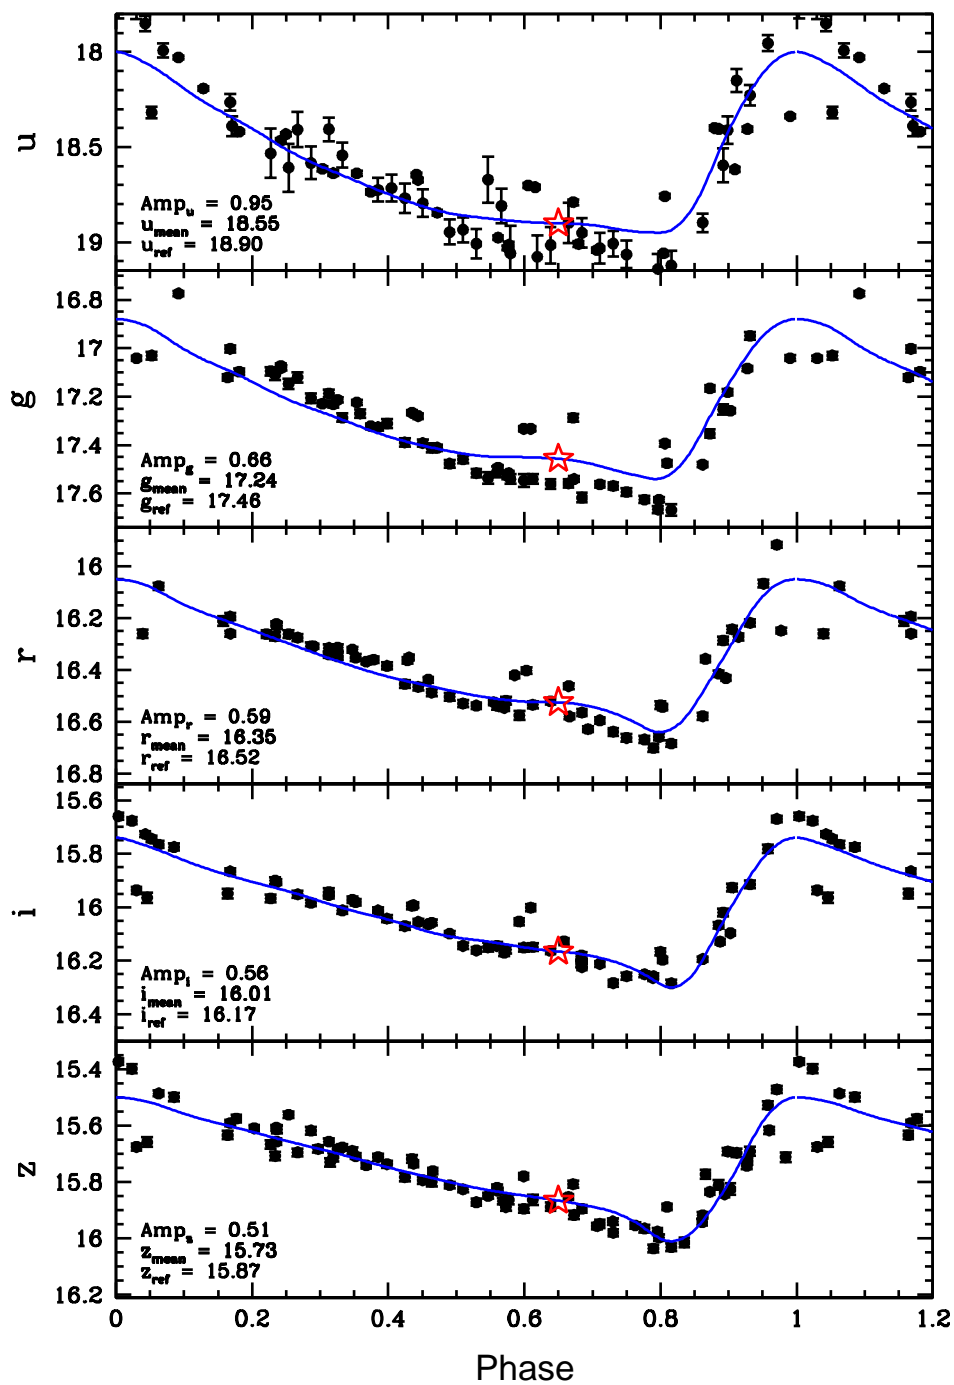 18
18.5
19
u
Amp_u = 0.95
u_mean = 18.55
u_ref = 18.90
16.8
17
17.2
17.4
17.6
g
Amp_g = 0.66
g_mean = 17.24
g_ref = 17.46
16
16.2
16.4
16.6
16.8
r
Amp_r = 0.59
r_mean = 16.35
r_ref = 16.52
15.6
15.8
16
16.2
16.4
i
Amp_i = 0.56
i_mean = 16.01
i_ref = 16.17
15.4
15.6
15.8
16
16.2
z
Amp_z = 0.51
z_mean = 15.73
z_ref = 15.87
0 0.2 0.4 0.6 0.8 1 1.2
Phase